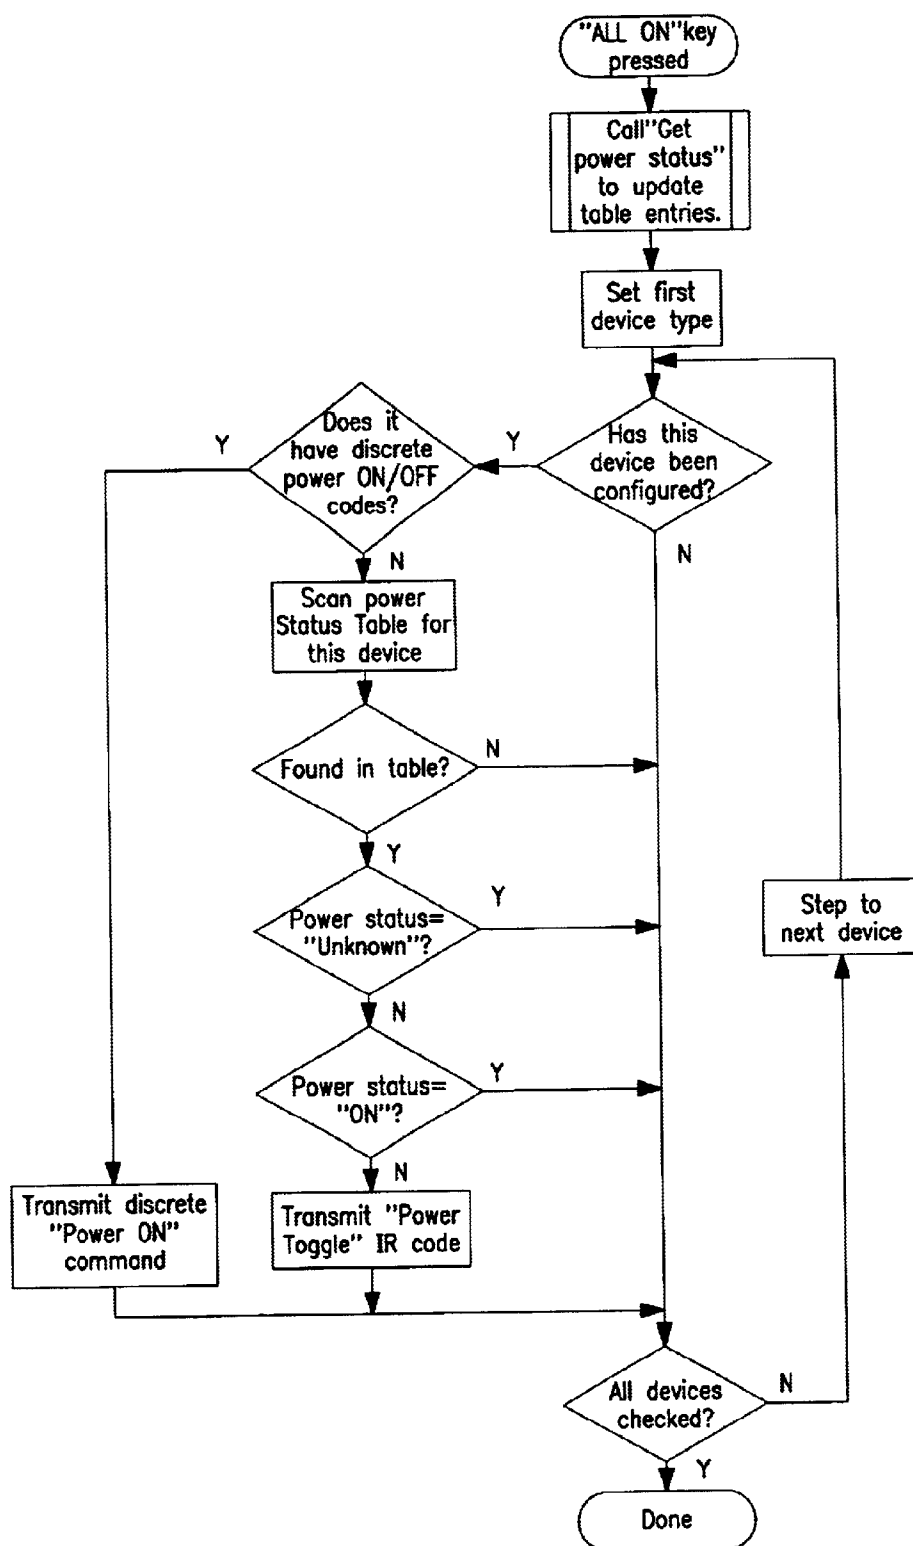 "ALL ON"key
pressed
Call"Get
power status"
to update
table entries.
Set first
device type
Has this
device been
configured?
Y
N
Does it
have discrete
power ON/OFF
codes?
Y
N
Scan power
Status Table for
this device
Found in table?
N
Y
Power status=
"Unknown"?
Y
N
Power status=
"ON"?
Y
N
Transmit discrete
"Power ON"
command
Transmit "Power
Toggle" IR code
Step to
next device
All devices
checked?
N
Y
Done